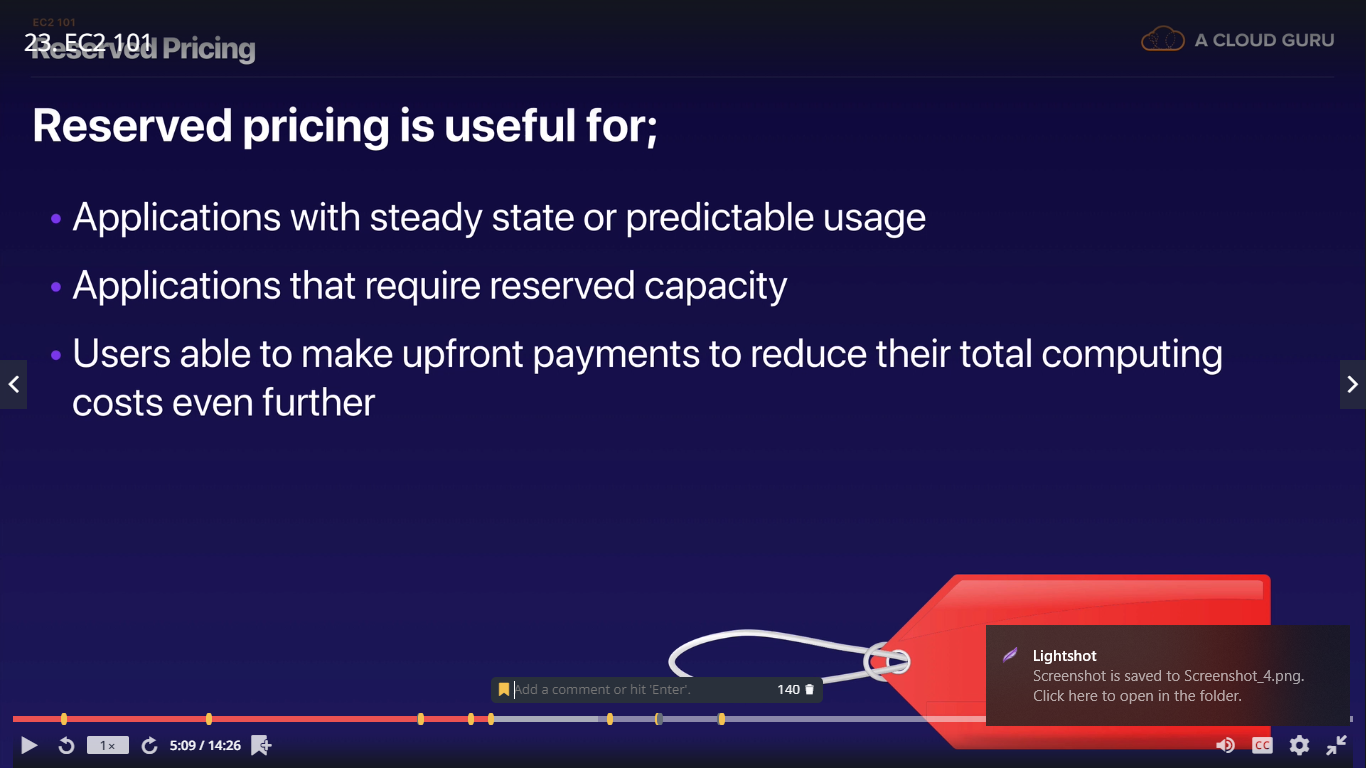 EC2 101
23. EC2 101
Reserved Pricing
A CLOUD GURU
Reserved pricing is useful for;
• Applications with steady state or predictable usage
• Applications that require reserved capacity
• Users able to make upfront payments to reduce their total computing
costs even further
Lightshot
Screenshot is saved to Screenshot_4.png.
Click here to open in the folder.
Add a comment or hit 'Enter'.
140
1×
5:09 / 14:26
CC